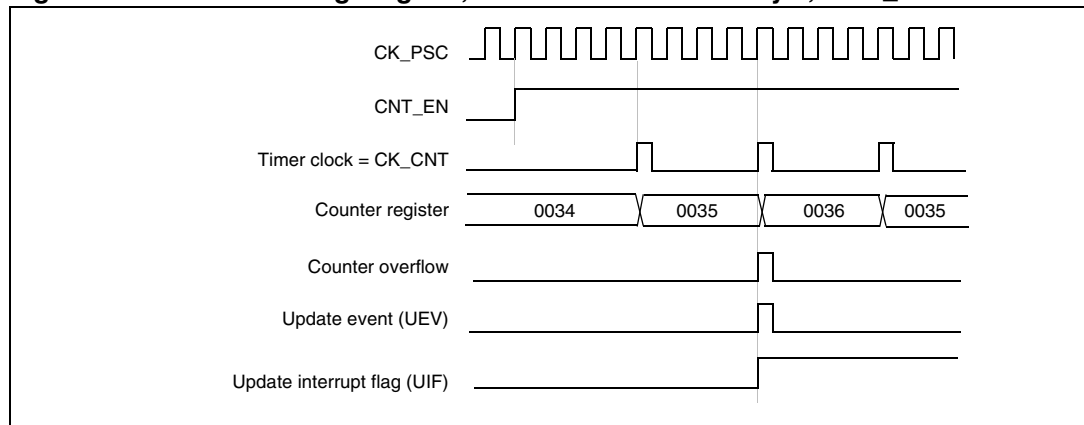 CK_PSC
CNT_EN
Timer clock = CK_CNT
Counter register 0034 0035 0036 0035
Counter overflow
Update event (UEV)
Update interrupt flag (UIF)